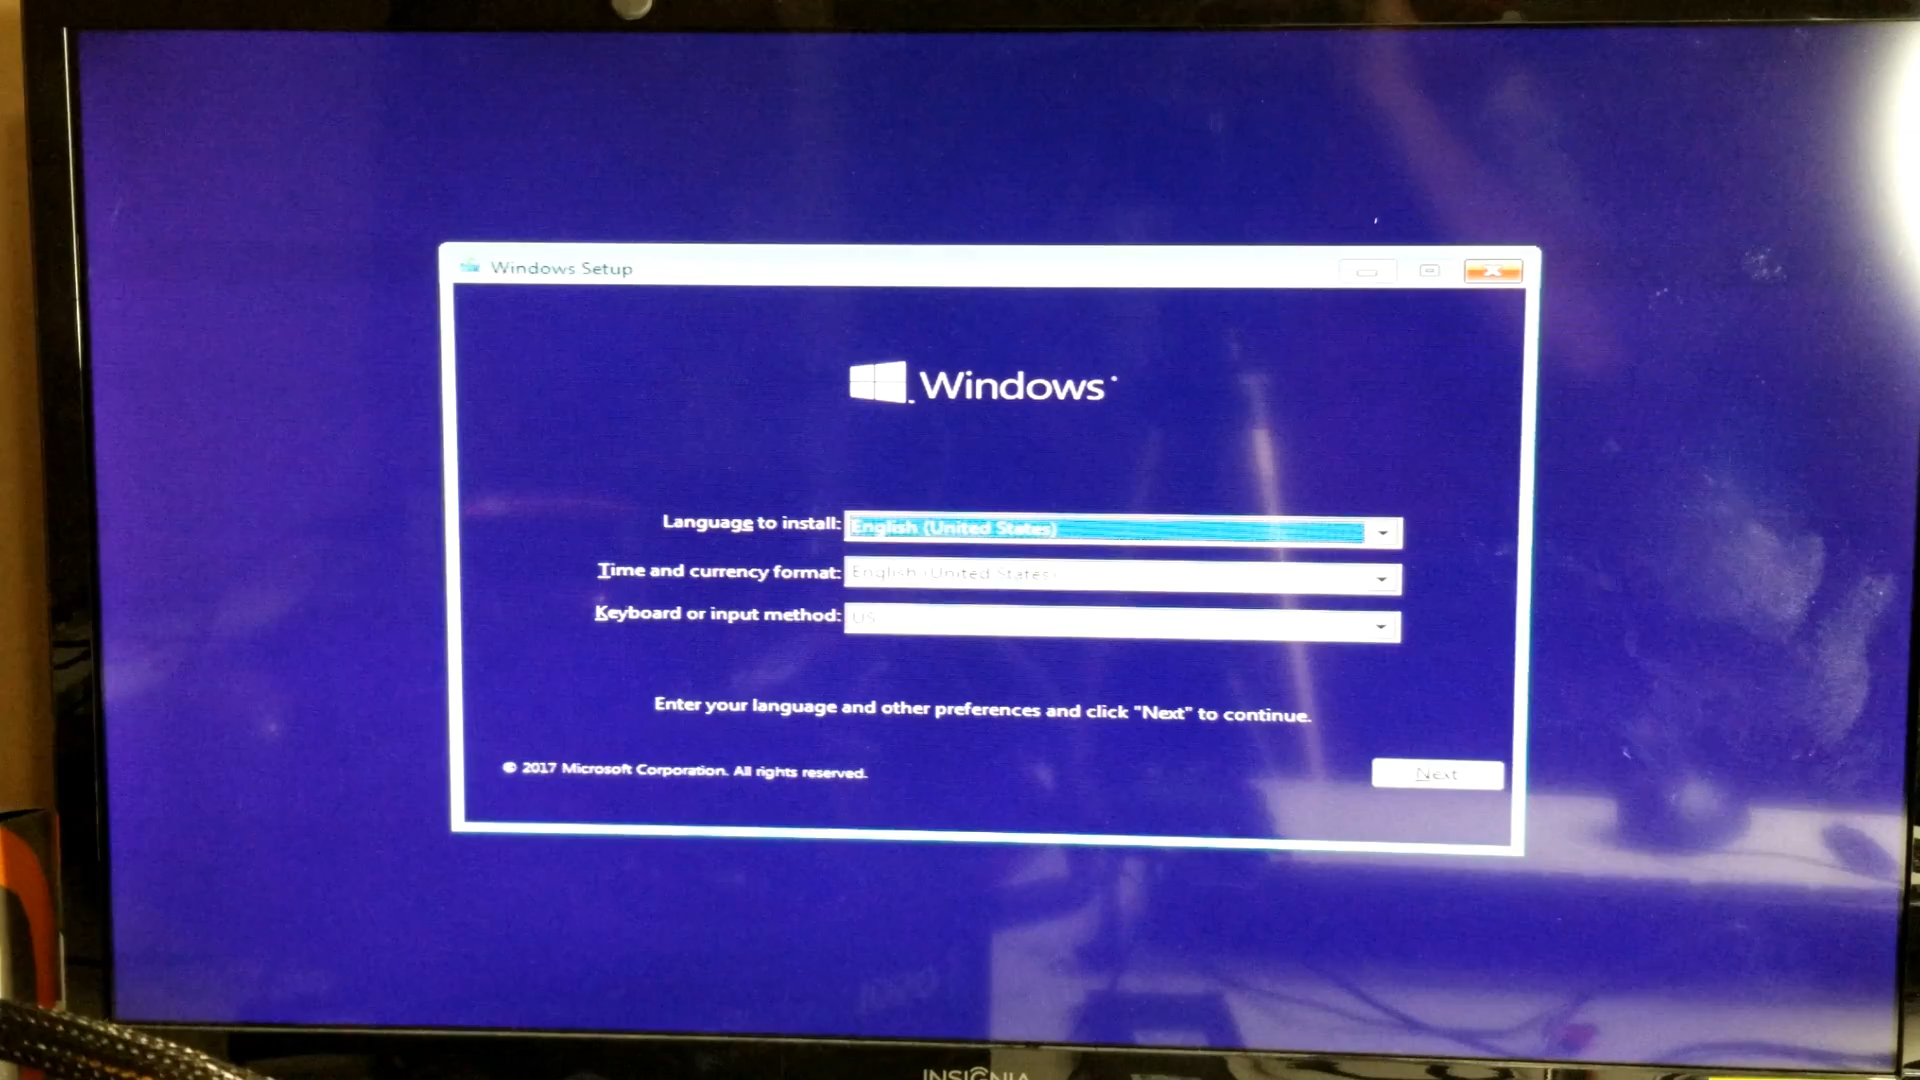 Windows Setup
Windows
Language to install: English (United States)
Time and currency format: English (United States)
Keyboard or input method: US
Enter your language and other preferences and click "Next" to continue.
© 2017 Microsoft Corporation. All rights reserved.
Next
INSIGNIA